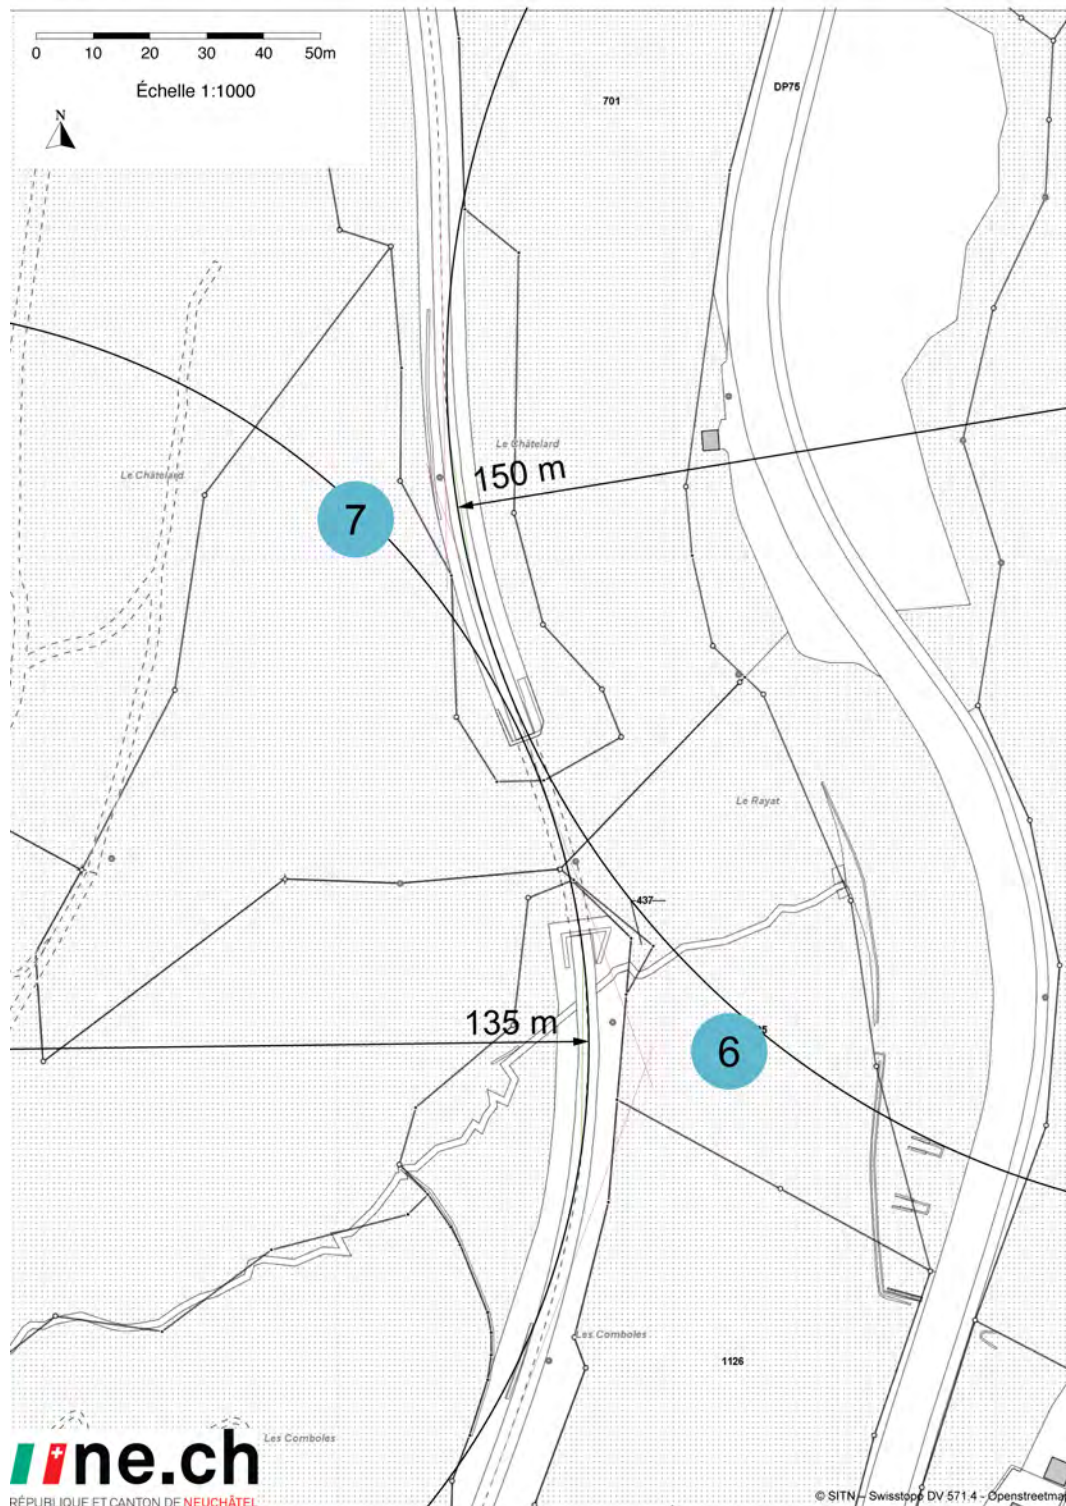 0 10 20 30 40 50m
Échelle 1:1000
N
701
DP75
Le Châtelard
Le Châtelard
150 m
7
Le Rayat
437
135 m
6
Les Comboles
1126
Les Comboles
ne.ch
RÉPUBLIQUE ET CANTON DE NEUCHÂTEL
© SITN - Swisstopo DV 571.4 - Openstreetma